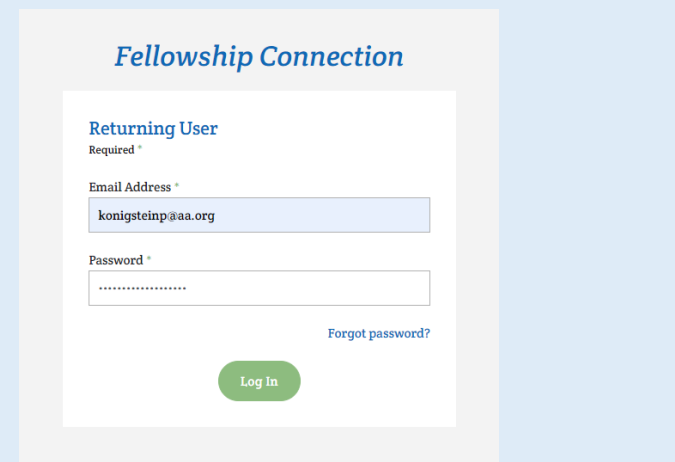 Fellowship Connection
Returning User
Required *
Email Address *
konigsteinp@aa.org
Password *
•••••••••••••••••••
Forgot password?
Log In